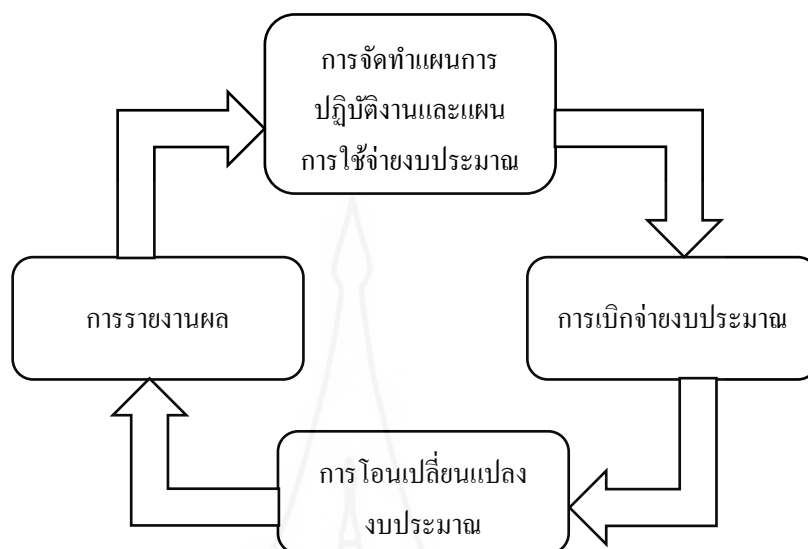 การจัดทำแผนการ
ปฏิบัติงานและแผน
การใช้จ่ายงบประมาณ
การรายงานผล
การเบิกจ่ายงบประมาณ
การโอนเปลี่ยนแปลง
งบประมาณ